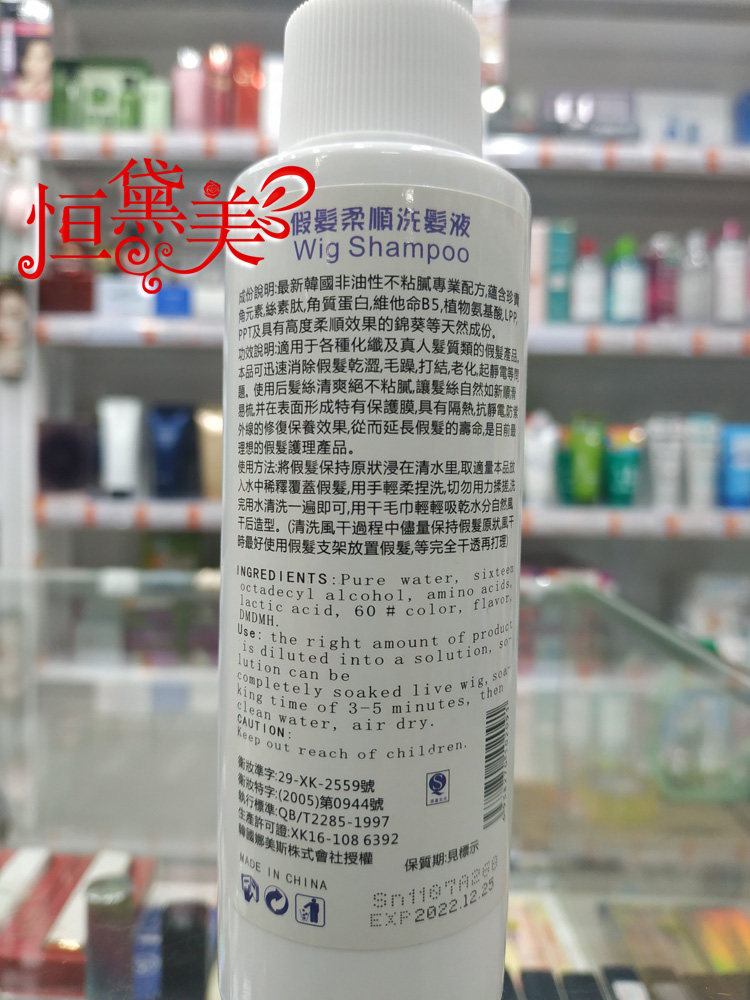 恒黛美
假髮柔順洗髮液
Wig Shampoo
成份說明:最新韓國非油性不粘膩專業配方,蘊含珍貴
角元素,絲素肽,角質蛋白,維他命B5,植物氨基酸,LPP,
PPT及具有高度柔順效果的錦葵等天然成份。
功效說明:適用于各種化纖及真人髮質類的假髮產品。
本品可迅速消除假髮乾澀,毛躁,打結,老化,起靜電等問
題。使用后髮絲清爽絕不粘膩,讓髮絲自然如新順滑
易梳,并在表面形成特有保護膜,具有隔熱,抗靜電,防紫
外線的修復保養效果,從而延長假髮的壽命,是目前最
理想的假髮護理產品。
使用方法:將假髮保持原狀浸在清水里,取適量本品放
入水中稀釋覆蓋假髮,用手輕柔捏洗,切勿用力揉搓,洗
完用水清洗一遍即可,用干毛巾輕輕吸乾水分自然風
干后造型。(清洗風干過程中儘量保持假髮原狀,風干
時最好使用假髮支架放置假髮,等完全干透再打理)
INGREDIENTS:Pure water, sixteen
octadecyl alcohol, amino acids,
lactic acid, 60 # color, flavor,
DMDMH.
Use: the right amount of product
is diluted into a solution, so-
lution can be
completely soaked live wig, soa-
king time of 3-5 minutes, then
clean water, air dry.
CAUTION:
Keep out reach of children.
衛妝準字:29-XK-2559號
衛妝特字:(2005)第0944號
執行標準:QB/T2285-1997
生產許可證:XK16-108 6392
韓國娜美斯株式會社授權
保質期:見標示
MADE IN CHINA
Sn1107A268
EXP 2022.12.25